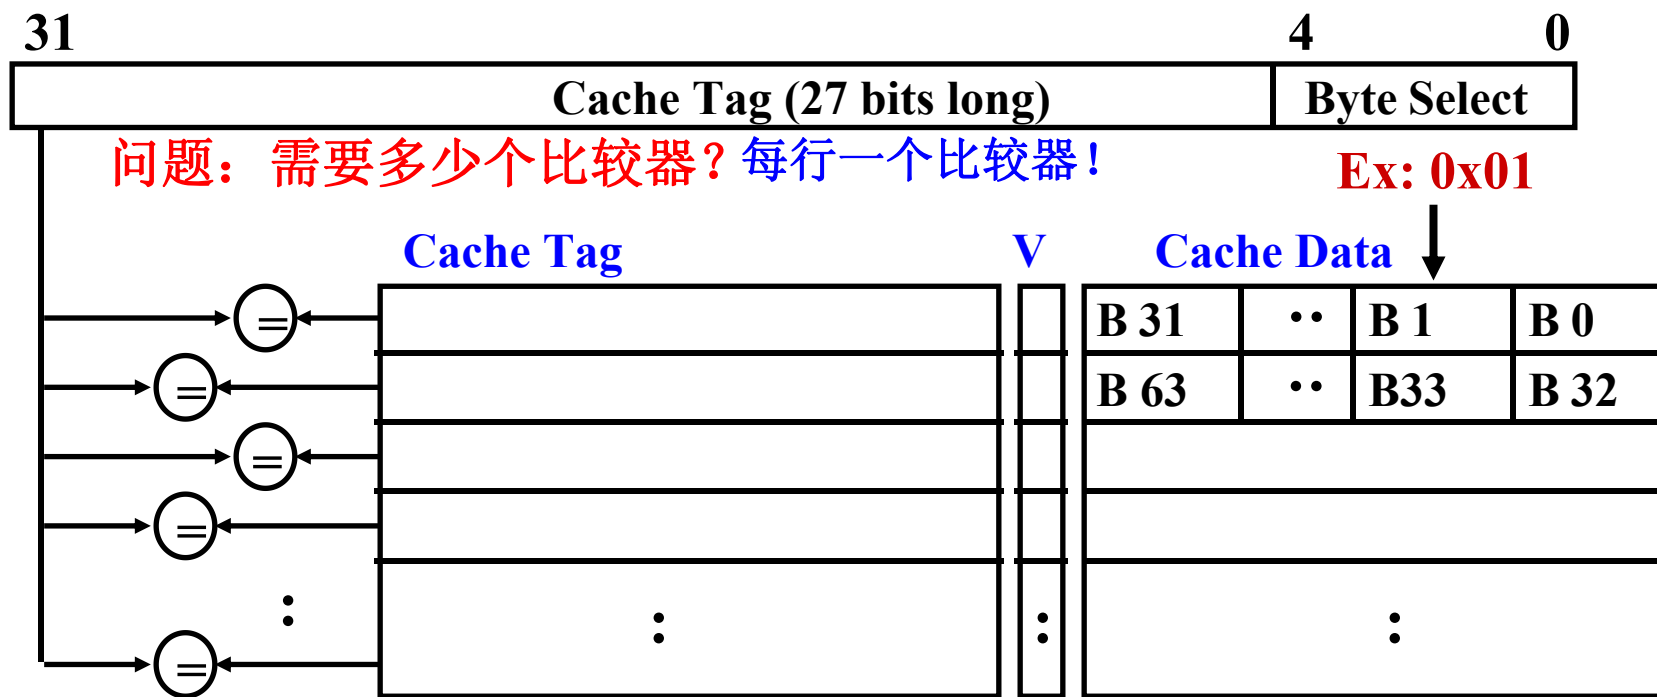 31 4 0
Cache Tag (27 bits long) Byte Select
问题：需要多少个比较器？每行一个比较器！
Ex: 0x01
Cache Tag V Cache Data
= B 31 ·· B 1 B 0
= B 63 ·· B33 B 32
=
=
: : : :
=